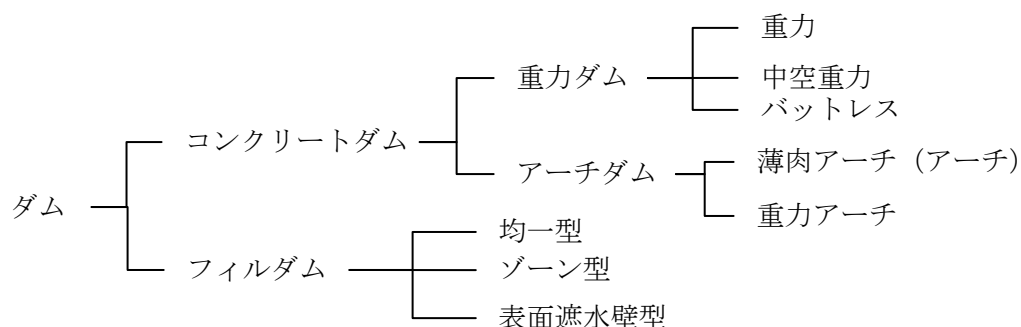 重力
重力ダム
中空重力
バットレス
コンクリートダム
薄肉アーチ（アーチ）
アーチダム
ダム
重力アーチ
均一型
フィルダム
ゾーン型
表面遮水壁型